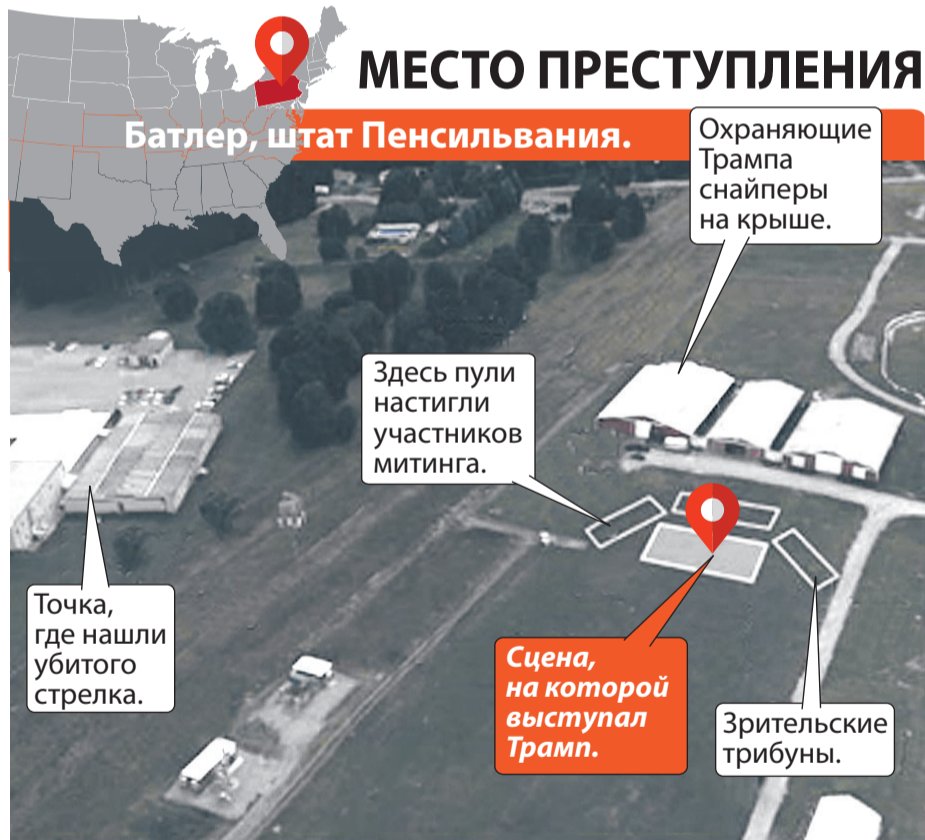 МЕСТО ПРЕСТУПЛЕНИЯ
Батлер, штат Пенсильвания.
Охраняющие
Трампа
снайперы
на крыше.
Здесь пули
настигли
участников
митинга.
Точка,
где нашли
убитого
стрелка.
Сцена,
на которой
выступал
Трамп.
Зрительские
трибуны.